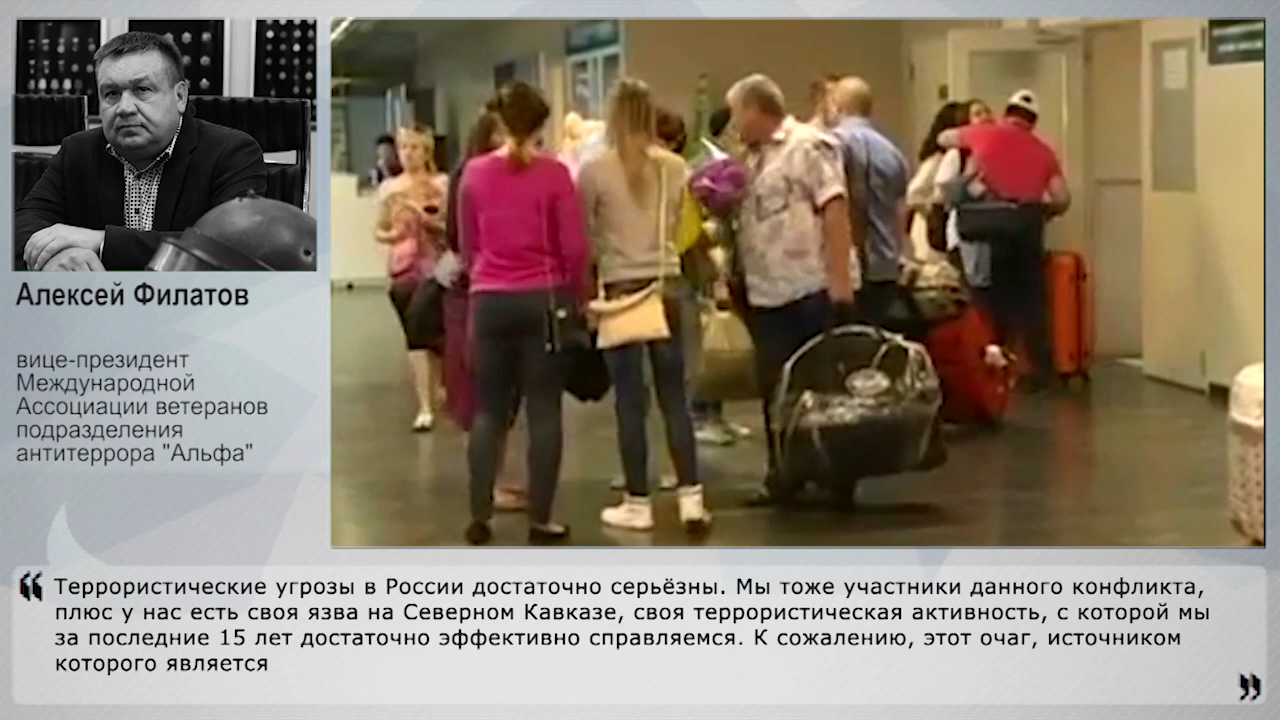 Алексей Филатов
вице-президент
Международной
Ассоциации ветеранов
подразделения
антитеррора "Альфа"
“ Террористические угрозы в России достаточно серьёзны. Мы тоже участники данного конфликта,
плюс у нас есть своя язва на Северном Кавказе, своя террористическая активность, с которой мы
за последние 15 лет достаточно эффективно справляемся. К сожалению, этот очаг, источником
которого является
”